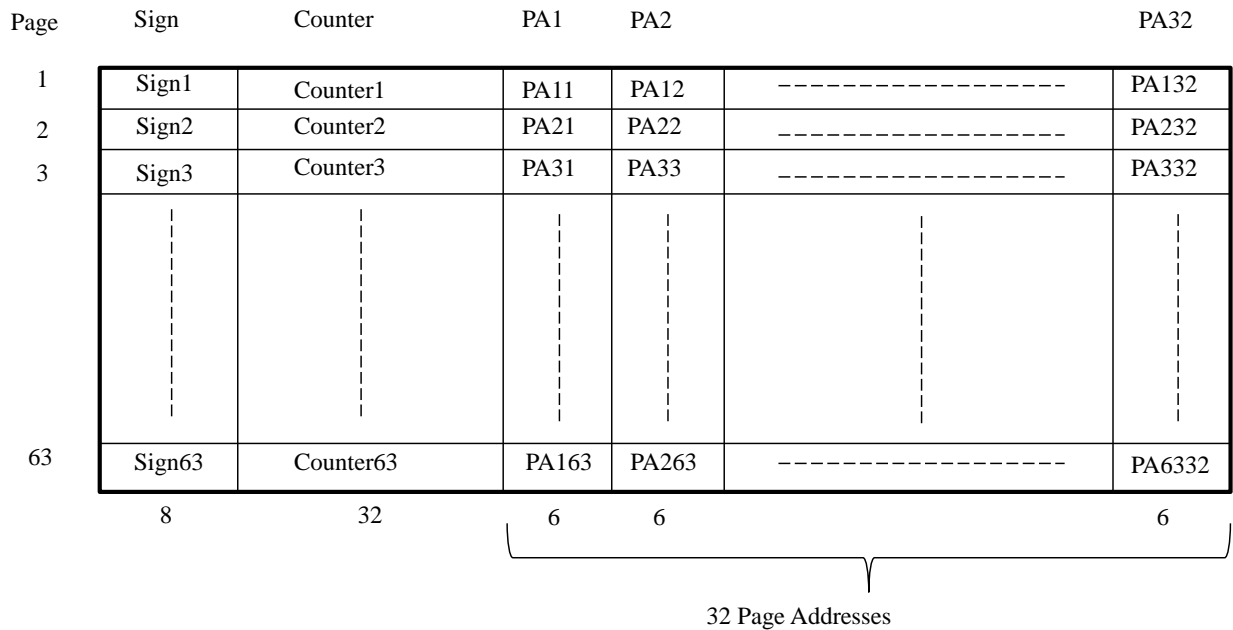 Page Sign Counter PA1 PA2 PA32
1 Sign1 Counter1 PA11 PA12 PA132
2 Sign2 Counter2 PA21 PA22 PA232
3 Sign3 Counter3 PA31 PA33 PA332
63 Sign63 Counter63 PA163 PA263 PA6332
8 32 6 6 6
32 Page Addresses